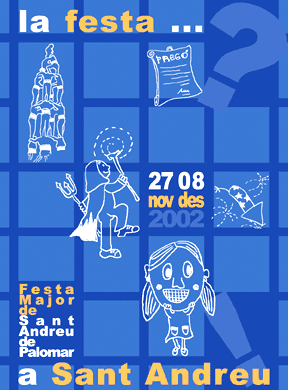 la festa ...
?
PREGÓ
27 08
nov des
2002
Festa
Major
de
Sant
Andreu
de
Palomar
!
a Sant Andreu